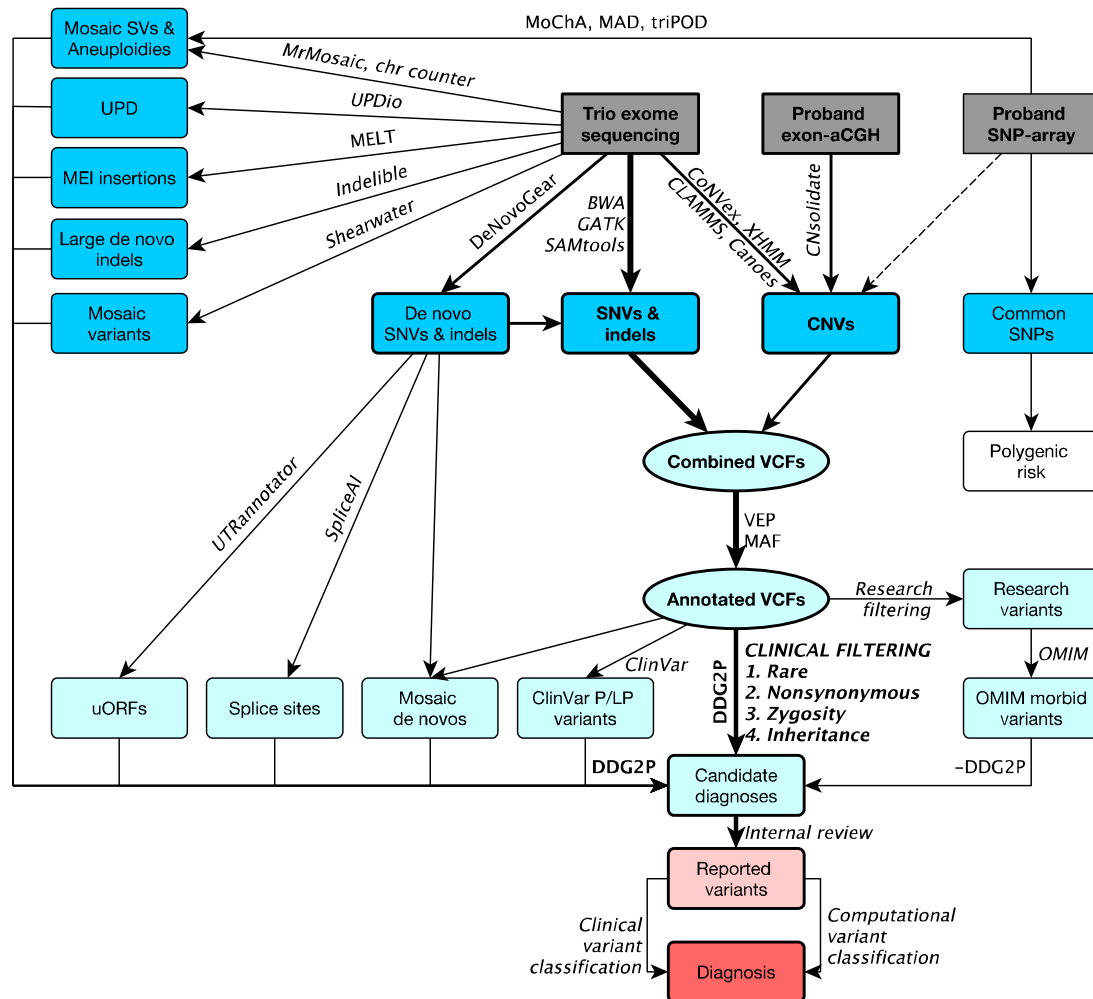 Mosaic SVs &
Aneuploidies
MoChA, MAD, triPOD
MrMosaic, chr counter
UPD
UPDio
Trio exome
sequencing
Proband
exon-aCGH
Proband
SNP-array
MELT
MEI insertions
Indelible
Large de novo
indels
Shearwater
DeNovoGear
BWA
GATK
SAMtools
CoNVex, XHMM
CLAMMS, Canoes
CNsolidate
Mosaic
variants
De novo
SNVs & indels
SNVs &
indels
CNVs
Common
SNPs
Combined VCFs
Polygenic
risk
UTRannotator
SpliceAI
VEP
MAF
Annotated VCFs
Research
filtering
Research
variants
ClinVar
DDG2P
CLINICAL FILTERING
1. Rare
2. Nonsynonymous
3. Zygosity
4. Inheritance
OMIM
uORFs
Splice sites
Mosaic
de novos
ClinVar P/LP
variants
OMIM morbid
variants
DDG2P
Candidate
diagnoses
–DDG2P
Internal review
Reported
variants
Clinical
variant
classification
Computational
variant
classification
Diagnosis